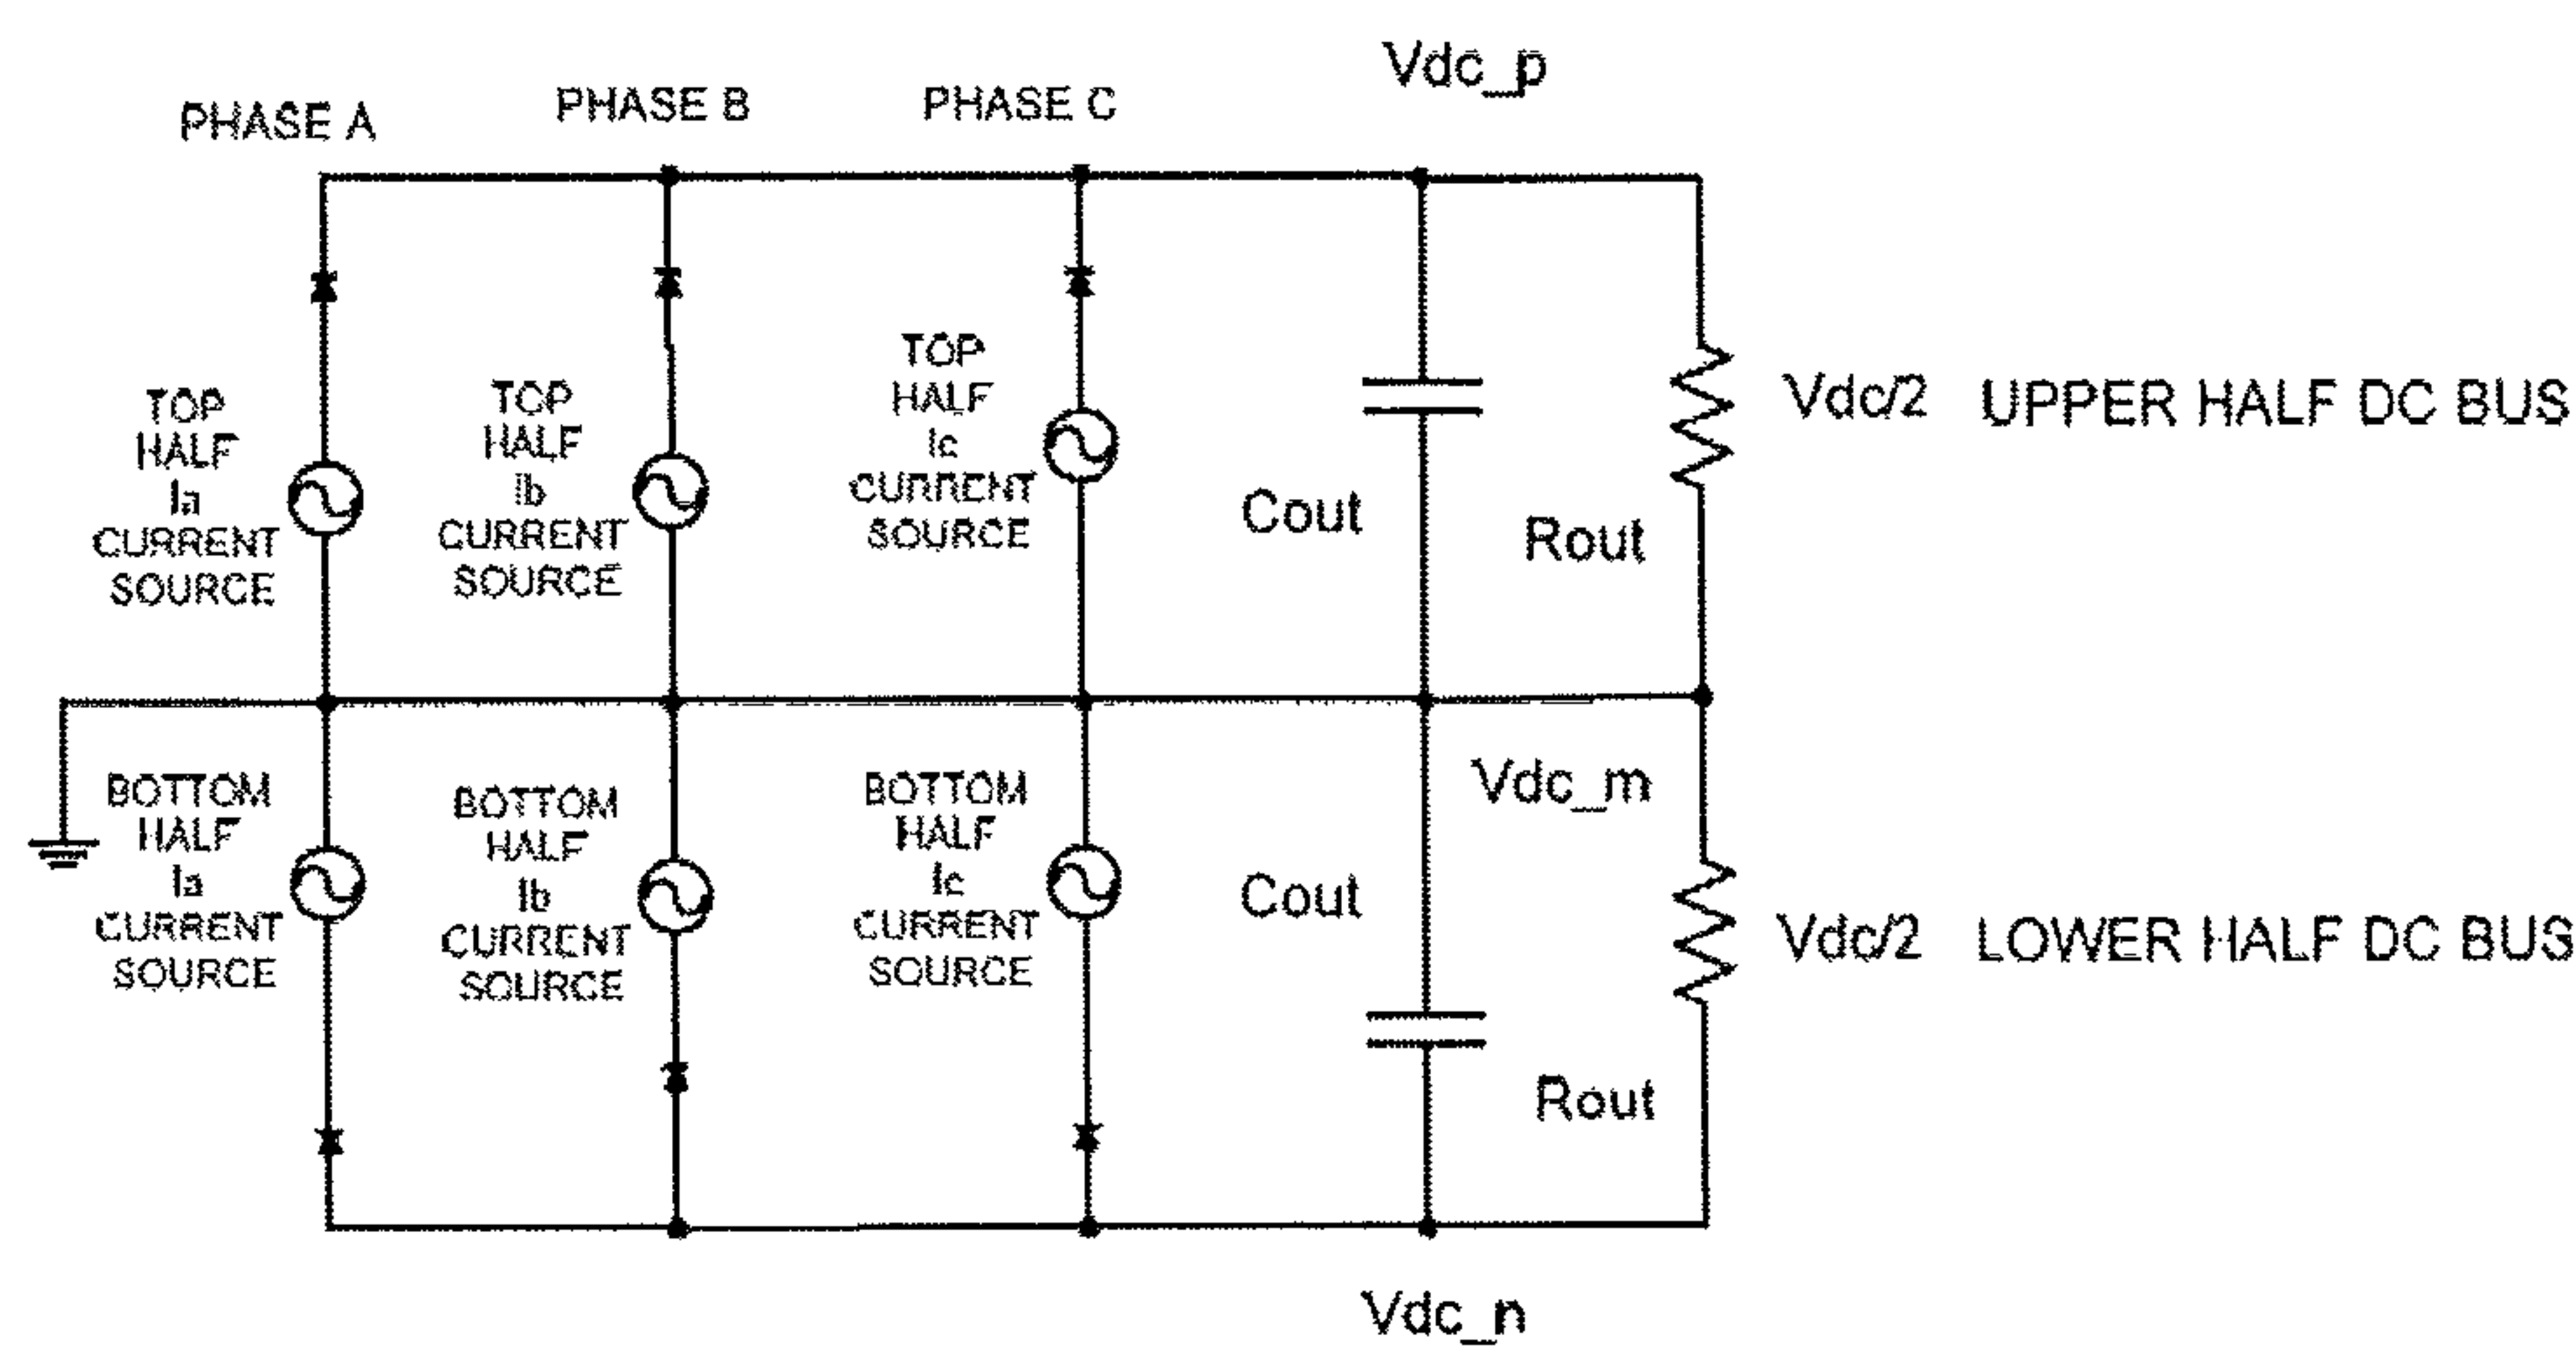 Vdc_p
PHASE A
PHASE B
PHASE C
TOP
HALF
Ia
CURRENT
SOURCE
TOP
HALF
Ib
CURRENT
SOURCE
TOP
HALF
Ic
CURRENT
SOURCE
Cout
Rout
Vdc/2 UPPER HALF DC BUS
Vdc_m
BOTTOM
HALF
Ia
CURRENT
SOURCE
BOTTOM
HALF
Ib
CURRENT
SOURCE
BOTTOM
HALF
Ic
CURRENT
SOURCE
Cout
Rout
Vdc/2 LOWER HALF DC BUS
Vdc_n